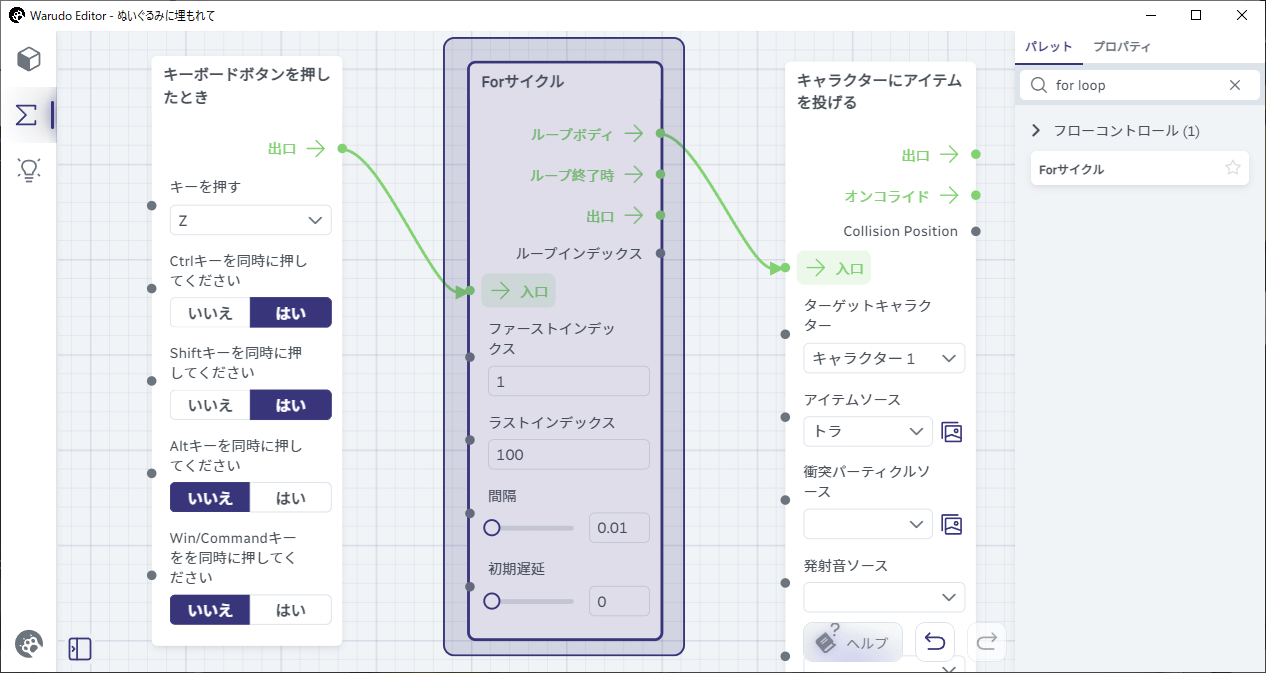 Warudo Editor - ぬいぐるみに埋もれて
キーボードボタンを押し
たとき
出口
キーを押す
Z
Ctrlキーを同時に押し
てください
いいえ はい
Shiftキーを同時に押
してください
いいえ はい
Altキーを同時に押し
てください
いいえ はい
Win/Commandキー
をを同時に押してく
ださい
いいえ はい
Forサイクル
ループボディ
ループ終了時
出口
ループインデックス
入口
ファーストインデッ
クス
1
ラストインデックス
100
間隔
0.01
初期遅延
0
キャラクターにアイテム
を投げる
出口
オンコライド
Collision Position
入口
ターゲットキャラク
ター
キャラクター 1
アイテムソース
トラ
衝突パーティクルソ
ース
発射音ソース
? ヘルプ
パレット プロパティ
for loop
フローコントロール (1)
Forサイクル